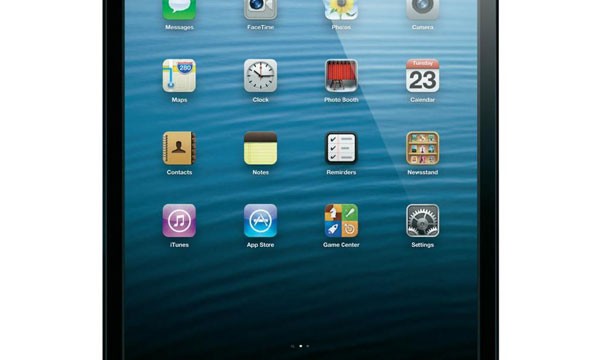 Messages
FaceTime
Photos
Camera
280
Tuesday
23
Maps
Clock
Photo Booth
Calendar
Contacts
Notes
Reminders
Newsstand
iTunes
App Store
Game Center
Settings